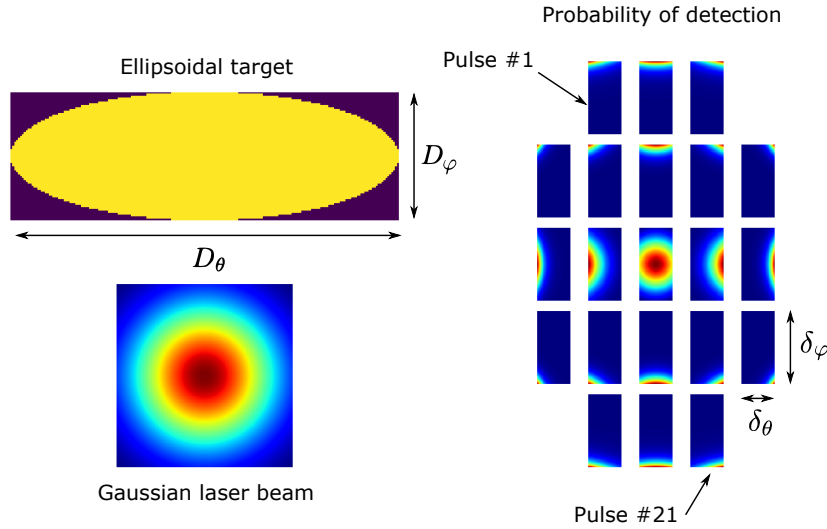 Probability of detection
Ellipsoidal target
Pulse #1
D_φ
D_θ
δ_φ
δ_θ
Gaussian laser beam
Pulse #21